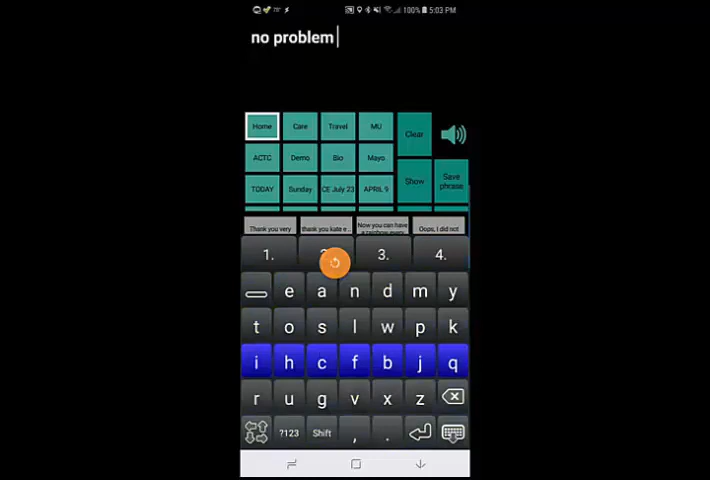 100% 5:03 PM
no problem
Home Care Travel MU Clear
ACTC Demo Bio Mayo
Show Save phrase
TODAY Sunday CE July 23 APRIL 9
Thank you very thank you kate e... Now you can have a rainbow every Oops, I did not
1. 2. 3. 4.
e a n d m y
t o s l w p k
i h c f b j q
r u g v x z
?123 Shift , .